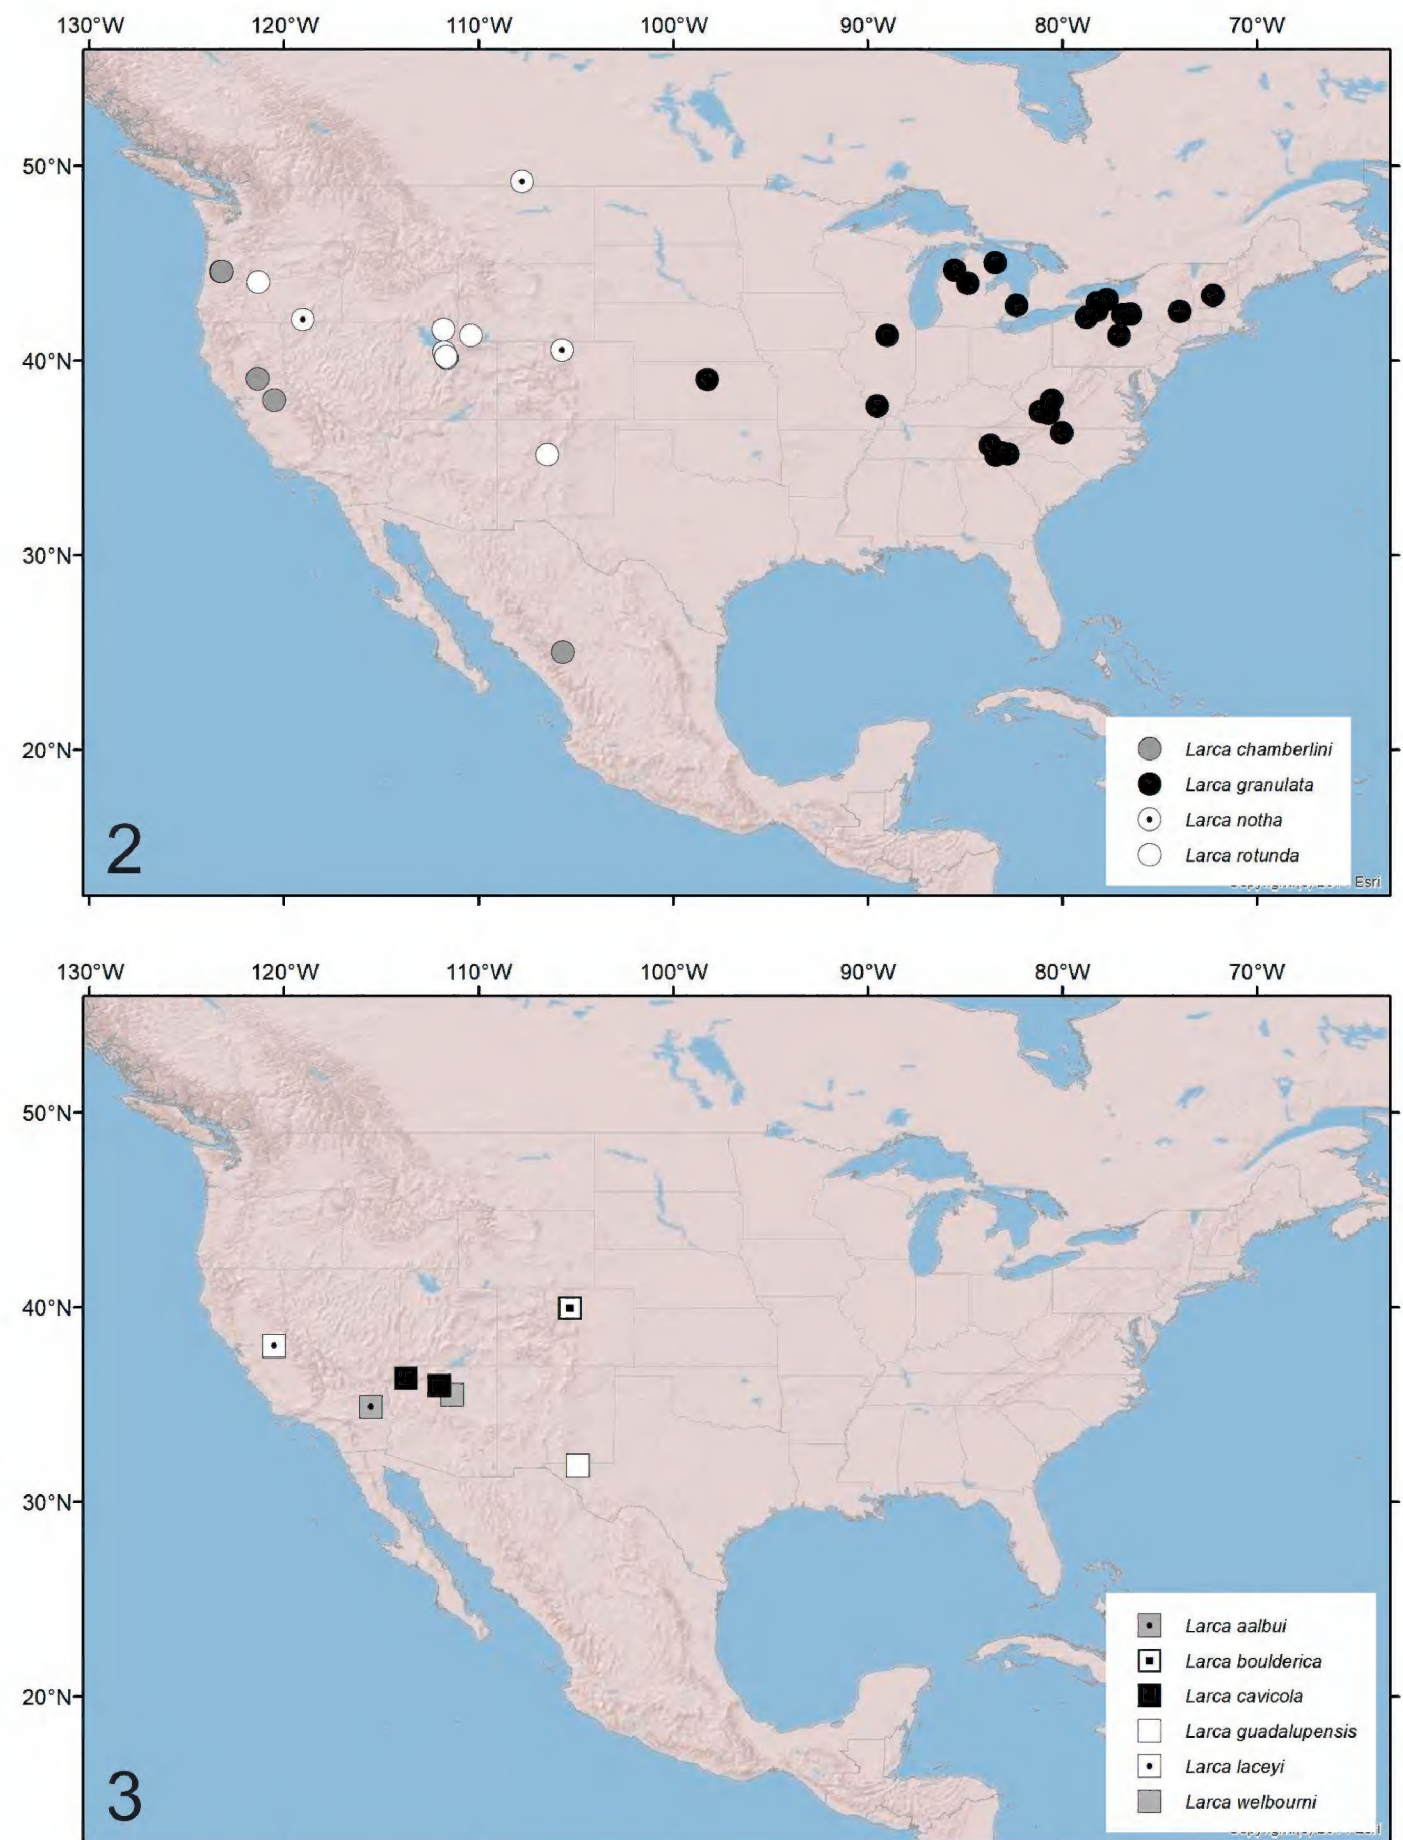 130°W 120°W 110°W 100°W 90°W 80°W 70°W
50°N
40°N
30°N
20°N
Larca chamberlini
Larca granulata
Larca notha
Larca rotunda
2
Esri
130°W 120°W 110°W 100°W 90°W 80°W 70°W
50°N
40°N
30°N
20°N
Larca aalbui
Larca boulderica
Larca cavicola
Larca guadalupensis
Larca laceyi
Larca welbourni
3